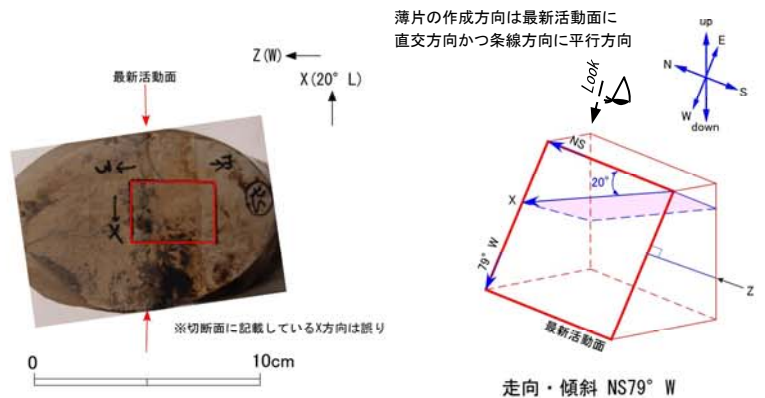 薄片の作成方向は最新活動面に
直交方向かつ条線方向に平行方向
Z(W)
X(20° L)
最新活動面
X
※切断面に記載しているX方向は誤り
0
10cm
up
E
N
S
W
down
Look
NS
20°
X
79° W
Z
最新活動面
走向・傾斜 NS79° W